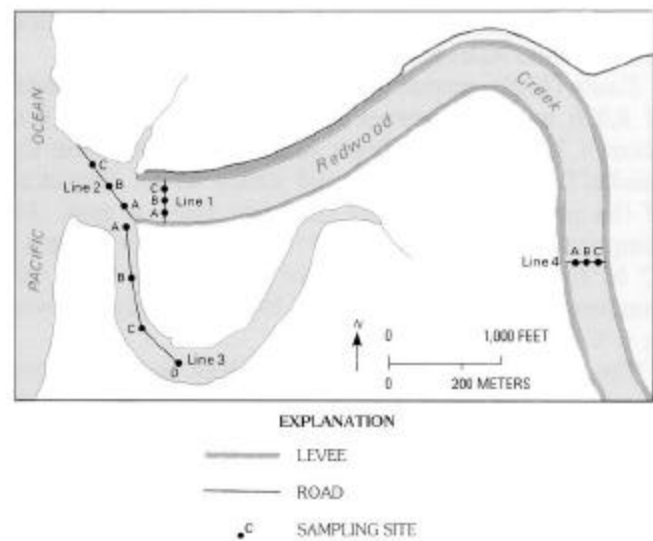 OCEAN
PACIFIC
Redwood
Creek
C
B
Line 2
A
C
B
A
Line 1
A
B
C
D
Line 3
A B C
Line 4
N
0 1,000 FEET
0 200 METERS
EXPLANATION
LEVEE
ROAD
C SAMPLING SITE